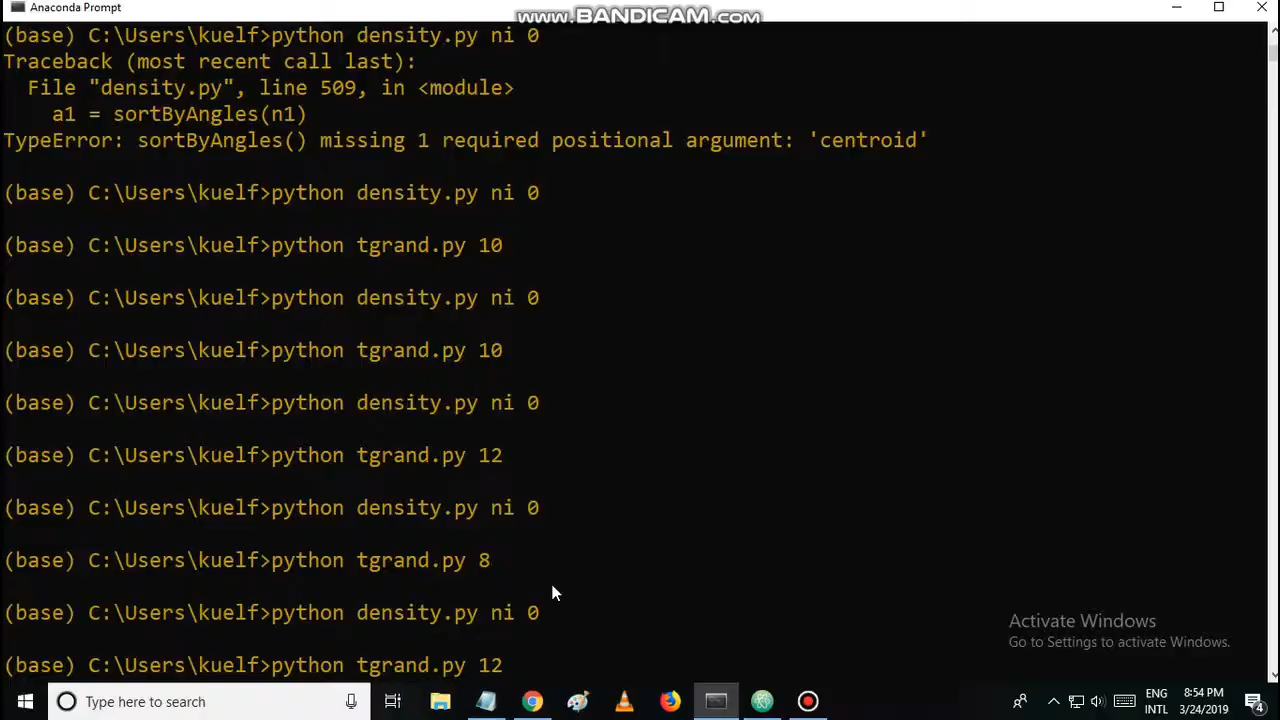 Anaconda Prompt
www.BANDICAM.com
(base) C:\Users\kuelf>python density.py ni 0
Traceback (most recent call last):
  File "density.py", line 509, in <module>
    a1 = sortByAngles(n1)
TypeError: sortByAngles() missing 1 required positional argument: 'centroid'
(base) C:\Users\kuelf>python density.py ni 0
(base) C:\Users\kuelf>python tgrand.py 10
(base) C:\Users\kuelf>python density.py ni 0
(base) C:\Users\kuelf>python tgrand.py 10
(base) C:\Users\kuelf>python density.py ni 0
(base) C:\Users\kuelf>python tgrand.py 12
(base) C:\Users\kuelf>python density.py ni 0
(base) C:\Users\kuelf>python tgrand.py 8
(base) C:\Users\kuelf>python density.py ni 0
(base) C:\Users\kuelf>python tgrand.py 12
Activate Windows
Go to Settings to activate Windows.
Type here to search
ENG
INTL
8:54 PM
3/24/2019
4